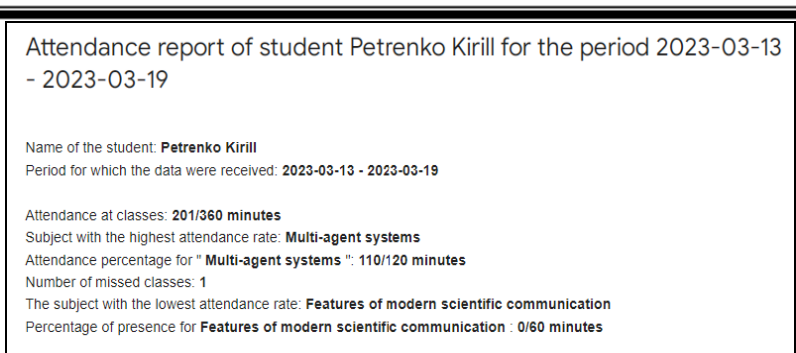 Attendance report of student Petrenko Kirill for the period 2023-03-13
- 2023-03-19
Name of the student: Petrenko Kirill
Period for which the data were received: 2023-03-13 - 2023-03-19
Attendance at classes: 201/360 minutes
Subject with the highest attendance rate: Multi-agent systems
Attendance percentage for " Multi-agent systems ": 110/120 minutes
Number of missed classes: 1
The subject with the lowest attendance rate: Features of modern scientific communication
Percentage of presence for Features of modern scientific communication : 0/60 minutes